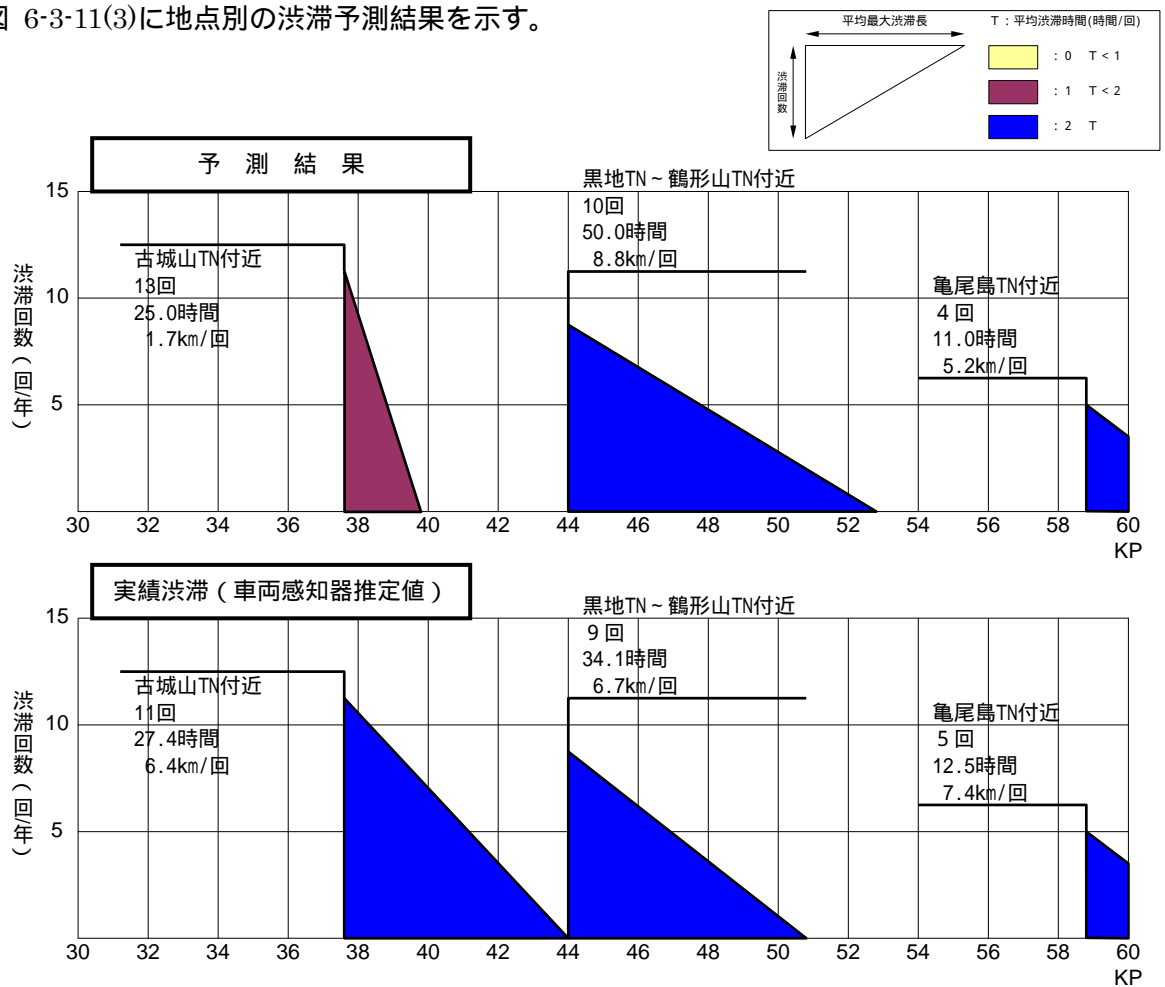 図 6-3-11(3)に地点別の渋滞予測結果を示す。
平均最大渋滞長
渋滞回数
T：平均渋滞時間(時間/回)
：0 T＜1
：1 T＜2
：2 T
予 測 結 果
渋滞回数（回/年）
15
10
5
古城山TN付近
13回
25.0時間
1.7km/回
黒地TN～鶴形山TN付近
10回
50.0時間
8.8km/回
亀尾島TN付近
4回
11.0時間
5.2km/回
30 32 34 36 38 40 42 44 46 48 50 52 54 56 58 60
KP
実績渋滞（車両感知器推定値）
渋滞回数（回/年）
15
10
5
古城山TN付近
11回
27.4時間
6.4km/回
黒地TN～鶴形山TN付近
9回
34.1時間
6.7km/回
亀尾島TN付近
5回
12.5時間
7.4km/回
30 32 34 36 38 40 42 44 46 48 50 52 54 56 58 60
KP